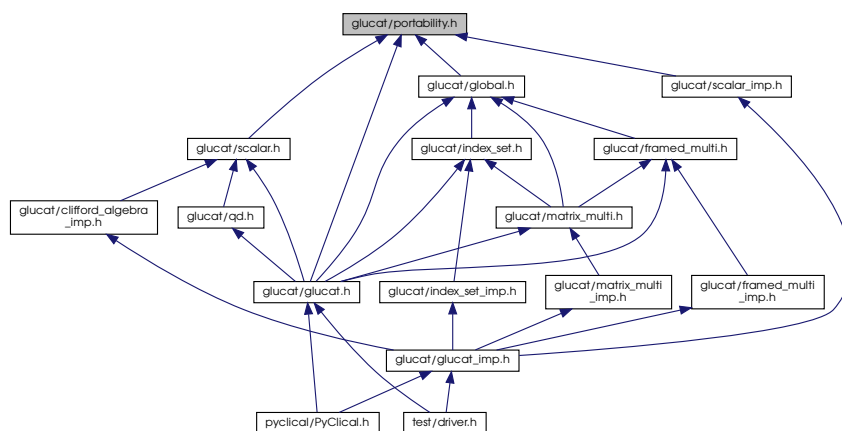 glucat/portability.h
glucat/global.h
glucat/scalar_imp.h
glucat/scalar.h
glucat/index_set.h
glucat/framed_multi.h
glucat/clifford_algebra
_imp.h
glucat/qd.h
glucat/matrix_multi.h
glucat/glucat.h
glucat/index_set_imp.h
glucat/matrix_multi
_imp.h
glucat/framed_multi
_imp.h
glucat/glucat_imp.h
pyclical/PyClical.h
test/driver.h